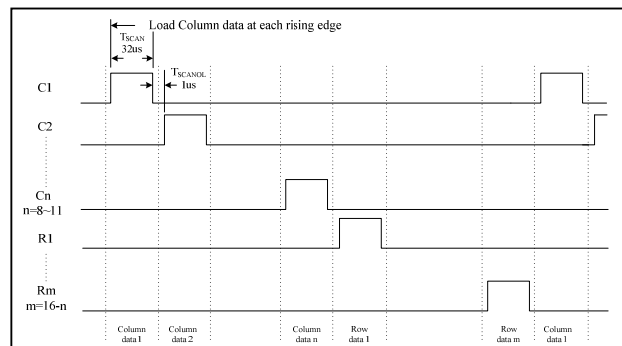 Load Column data at each rising edge
TSCAN
32us
TSCANOL
1us
C1
C2
Cn
n=8~11
R1
Rm
m=16-n
Column data 1
Column data 2
Column data n
Row data 1
Row data m
Column data 1